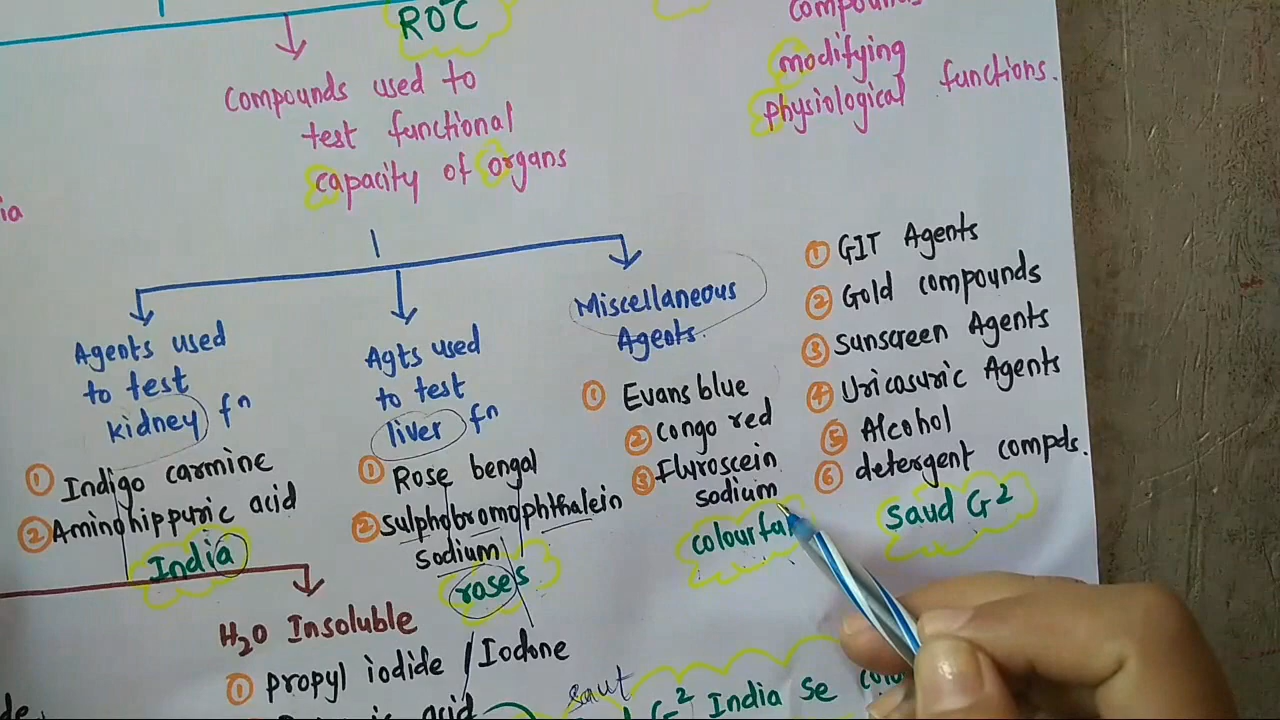 ROC
Compounds used to
test functional
capacity of organs
modifying
physiological functions.
ia
Agents used
to test
kidney fⁿ
① Indigo carmine
② Aminohippuric acid
India
Agts used
to test
liver fⁿ
① Rose bengal
② sulphobromophthalein
sodium
roses
Miscellaneous
Agents.
① Evans blue
② Congo red
③ Fluroscein
sodium
colourful
① GIT Agents
② Gold compounds
③ Sunscreen Agents
④ Uricosuric Agents
⑤ Alcohol
⑥ detergent compds.
Saud G²
H₂O Insoluble
① propyl iodide / Iodone
acid
saut
G² India Se